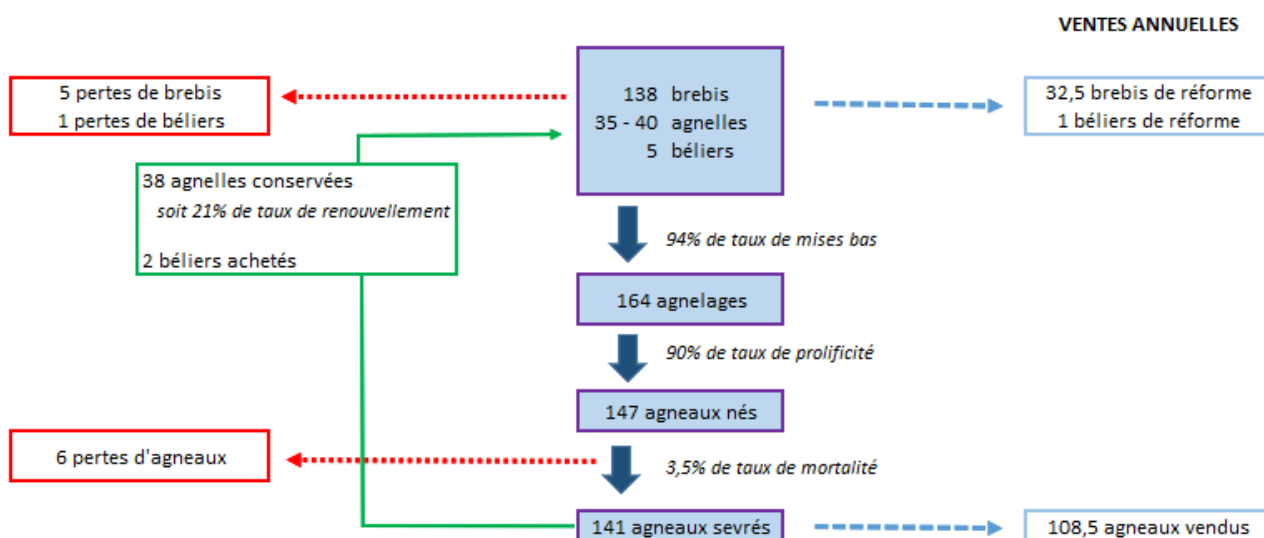 VENTES ANNUELLES
5 pertes de brebis
1 pertes de béliers
138 brebis
35 - 40 agnelles
5 béliers
32,5 brebis de réforme
1 béliers de réforme
38 agnelles conservées
soit 21% de taux de renouvellement
2 béliers achetés
94% de taux de mises bas
164 agnelages
90% de taux de prolificité
147 agneaux nés
6 pertes d'agneaux
3,5% de taux de mortalité
141 agneaux sevrés
108,5 agneaux vendus